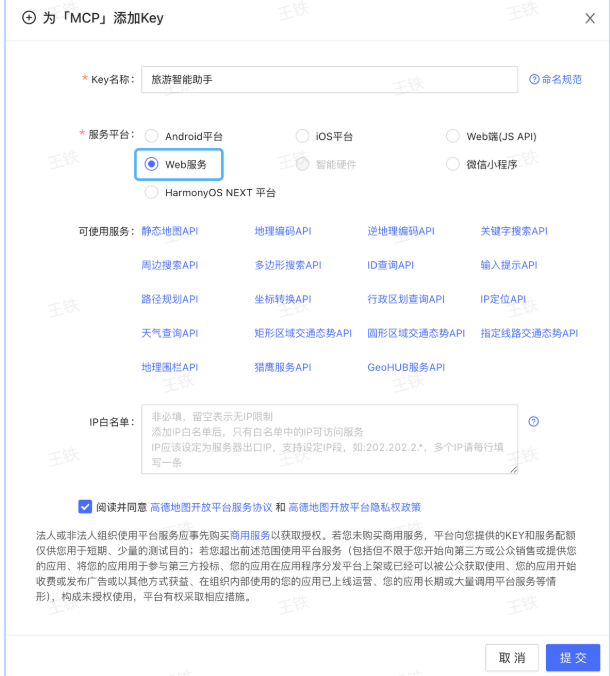 为「MCP」添加Key
* Key名称： 旅游智能助手 命名规范
* 服务平台： Android平台 iOS平台 Web端(JS API)
Web服务 智能硬件 微信小程序
HarmonyOS NEXT 平台
可使用服务： 静态地图API 地理编码API 逆地理编码API 关键字搜索API
周边搜索API 多边形搜索API ID查询API 输入提示API
路径规划API 坐标转换API 行政区划查询API IP定位API
天气查询API 矩形区域交通态势API 圆形区域交通态势API 指定线路交通态势API
地理围栏API 猎鹰服务API GeoHUB服务API
IP白名单： 非必填，留空表示无IP限制
添加IP白名单后，只有白名单中的IP可访问服务
IP应该设定为服务器出口IP，支持设定IP段，如:202.202.2.*，多个IP请每行填
写一条
阅读并同意 高德地图开放平台服务协议 和 高德地图开放平台隐私权政策
法人或非法人组织使用平台服务应事先购买商用服务以获取授权。若您未购买商用服务，平台向您提供的KEY和服务配额
仅供您用于短期、少量的测试目的；若您超出前述范围使用平台服务（包括但不限于您开始向第三方或公众销售或提供您
的应用、将您的应用用于参与第三方投标、您的应用在应用程序分发平台上架或已经可以被公众获取使用、您的应用开始
收费或发布广告或以其他方式获益、在组织内部使用的您的应用已上线运营、您的应用长期或大量调用平台服务等情
形），构成未授权使用，平台有权采取相应措施。
取 消 提 交
王铁